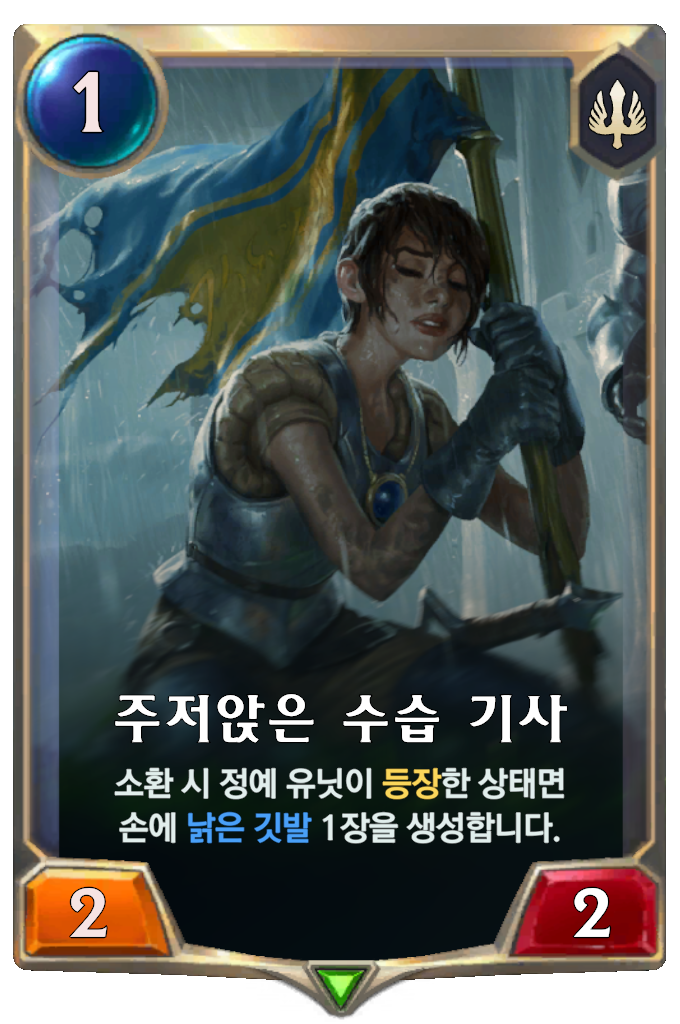 1
주저앉은 수습 기사
소환 시 정예 유닛이 등장한 상태면
손에 낡은 깃발 1장을 생성합니다.
2
2